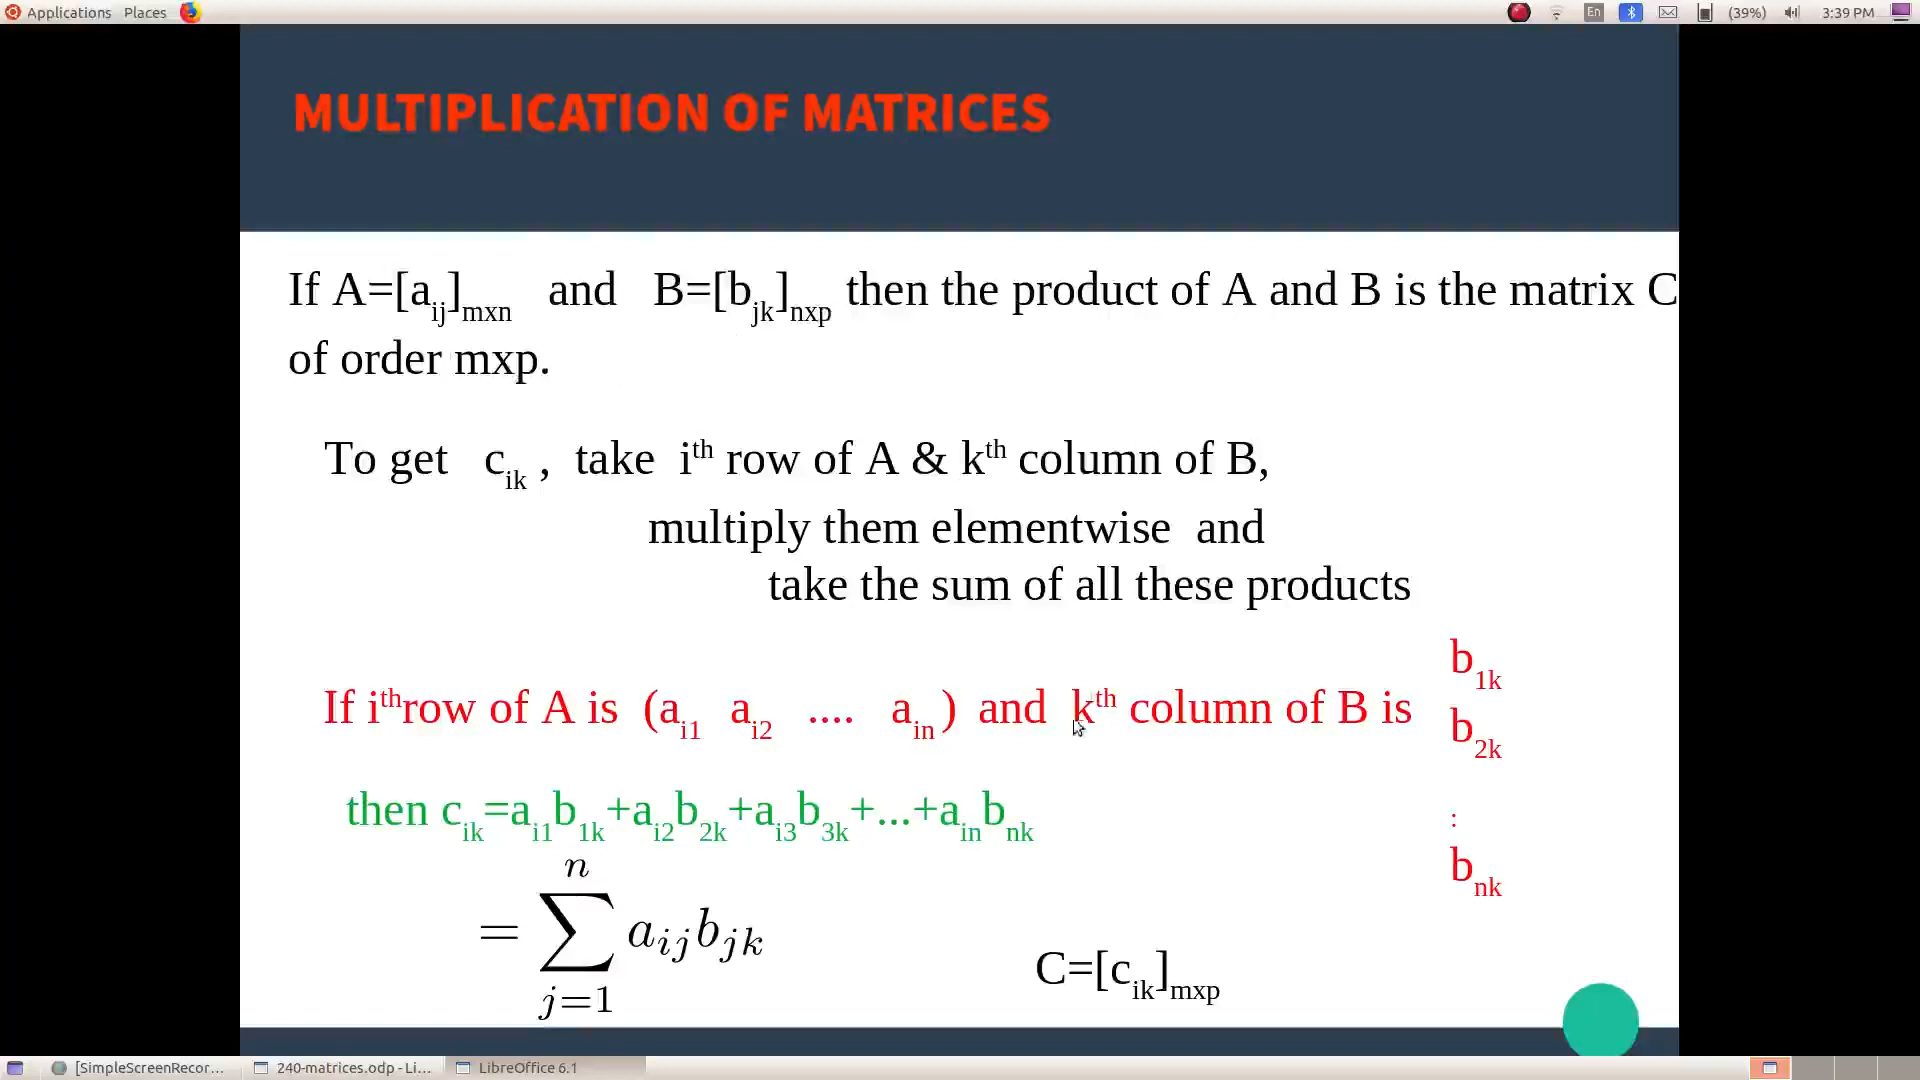 Applications Places En (39%) 3:39 PM
MULTIPLICATION OF MATRICES
If A=[aij]mxn and B=[bjk]nxp then the product of A and B is the matrix C
of order mxp.
To get cik , take ith row of A & kth column of B,
multiply them elementwise and
take the sum of all these products
If ithrow of A is (ai1 ai2 .... ain) and kth column of B is
b1k
b2k
:
bnk
then cik=ai1b1k+ai2b2k+ai3b3k+...+ainbnk
n
= ∑ aijbjk
j=1
C=[cik]mxp
[SimpleScreenRecor... 240-matrices.odp - Li... LibreOffice 6.1